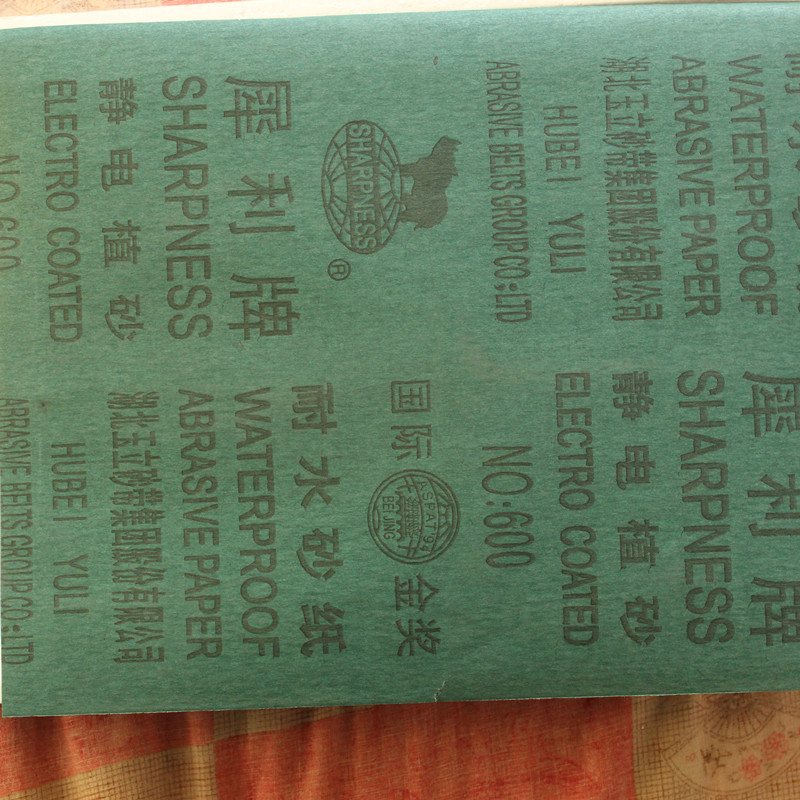 WATERPROOF
ABRASIVE PAPER
湖北玉立砂带集团股份有限公司
HUBEI YULI
ABRASIVE BELTS GROUP CO;LTD
SHARPNESS
®
犀利牌
SHARPNESS
静电植砂
ELECTRO COATED
NO:600
犀利牌
SHARPNESS
静电植砂
ELECTRO COATED
NO:600
国际 金奖
ASPAT'94
BEIJING
耐水砂纸
WATERPROOF
ABRASIVE PAPER
湖北玉立砂带集团股份有限公司
HUBEI YULI
ABRASIVE BELTS GROUP CO;LTD